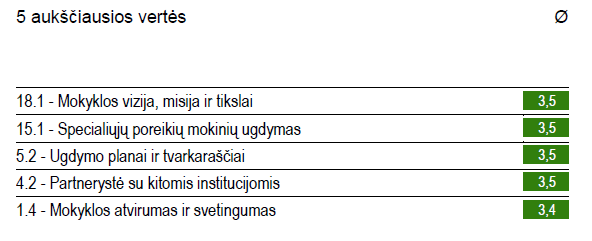 5 aukščiausios vertės Ø
18.1 - Mokyklos vizija, misija ir tikslai 3,5
15.1 - Specialiųjų poreikių mokinių ugdymas 3,5
5.2 - Ugdymo planai ir tvarkaraščiai 3,5
4.2 - Partnerystė su kitomis institucijomis 3,5
1.4 - Mokyklos atvirumas ir svetingumas 3,4